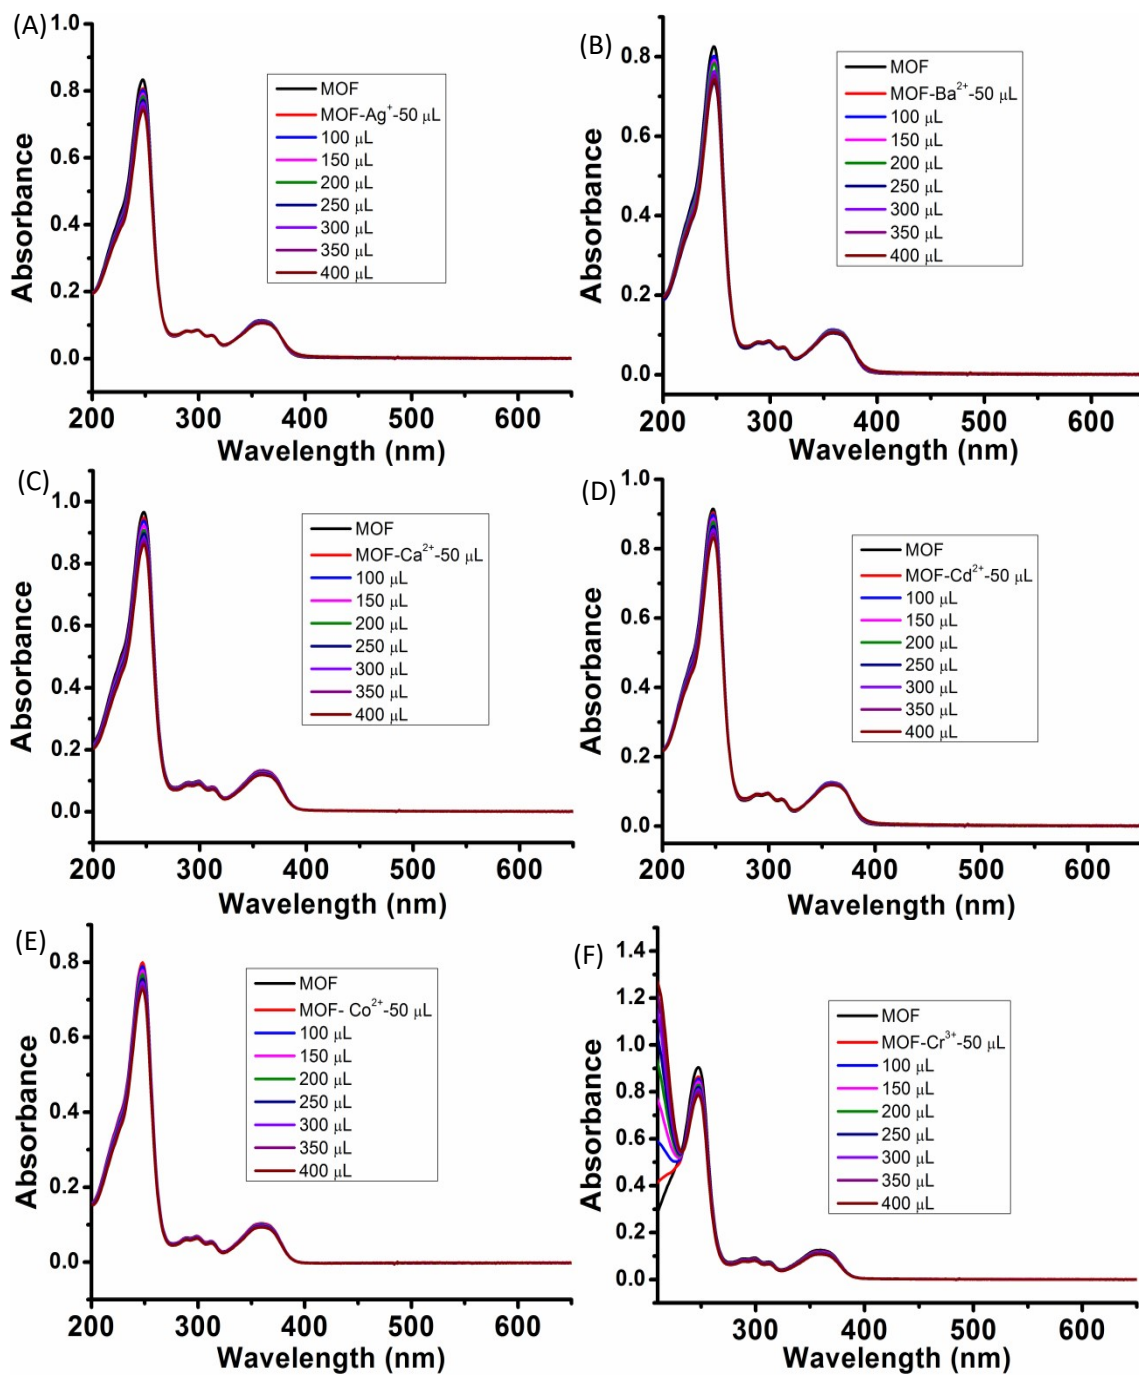 (A)
1.0
0.8
0.6
0.4
0.2
0.0
Absorbance
MOF
MOF-Ag⁺-50 μL
100 μL
150 μL
200 μL
250 μL
300 μL
350 μL
400 μL
200 300 400 500 600
Wavelength (nm)
(B)
0.8
0.6
0.4
0.2
0.0
Absorbance
MOF
MOF-Ba²⁺-50 μL
100 μL
150 μL
200 μL
250 μL
300 μL
350 μL
400 μL
200 300 400 500 600
Wavelength (nm)
(C)
1.0
0.8
0.6
0.4
0.2
0.0
Absorbance
MOF
MOF-Ca²⁺-50 μL
100 μL
150 μL
200 μL
250 μL
300 μL
350 μL
400 μL
200 300 400 500 600
Wavelength (nm)
(D)
1.0
0.8
0.6
0.4
0.2
0.0
Absorbance
MOF
MOF-Cd²⁺-50 μL
100 μL
150 μL
200 μL
250 μL
300 μL
350 μL
400 μL
200 300 400 500 600
Wavelength (nm)
(E)
0.8
0.6
0.4
0.2
0.0
Absorbance
MOF
MOF- Co²⁺-50 μL
100 μL
150 μL
200 μL
250 μL
300 μL
350 μL
400 μL
200 300 400 500 600
Wavelength (nm)
(F)
1.4
1.2
1.0
0.8
0.6
0.4
0.2
0.0
Absorbance
MOF
MOF-Cr³⁺-50 μL
100 μL
150 μL
200 μL
250 μL
300 μL
350 μL
400 μL
300 400 500 600
Wavelength (nm)